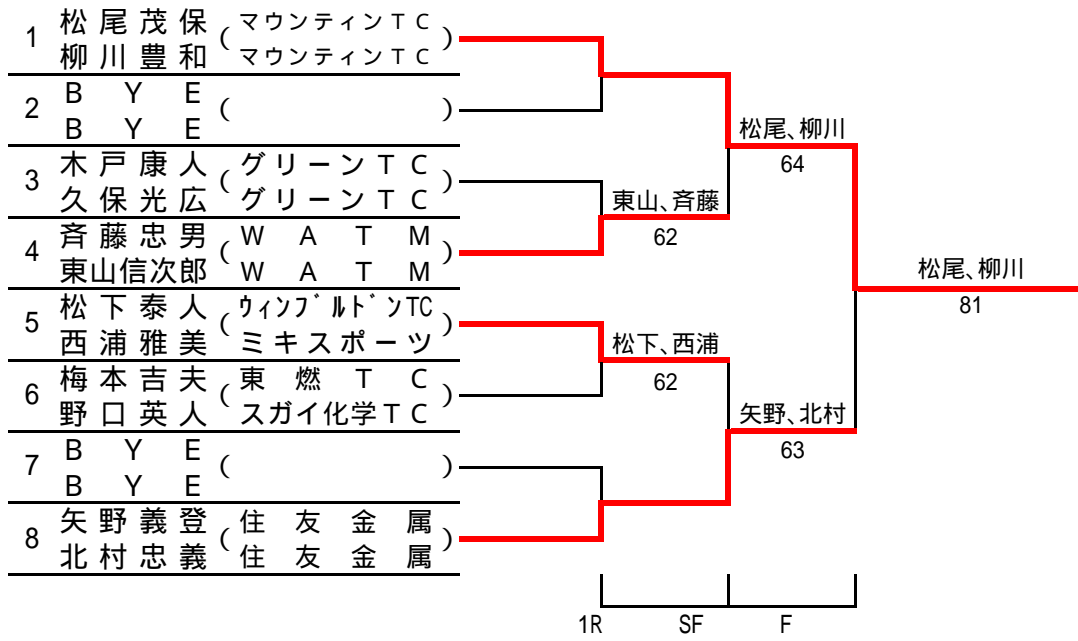 1 松尾茂保 (マウンティンTC)
柳川豊和 マウンティンTC
2 BYE ( )
BYE
松尾、柳川
64
3 木戸康人 (グリーンTC)
久保光広 グリーンTC
東山、斉藤
62
4 斉藤忠男 (WATM)
東山信次郎 WATM
松尾、柳川
81
5 松下泰人 (ウィンブルドンTC)
西浦雅美 ミキスポーツ
松下、西浦
62
6 梅本吉夫 (東燃TC)
野口英人 スガイ化学TC
矢野、北村
63
7 BYE ( )
BYE
8 矢野義登 (住友金属)
北村忠義 住友金属
1R SF F